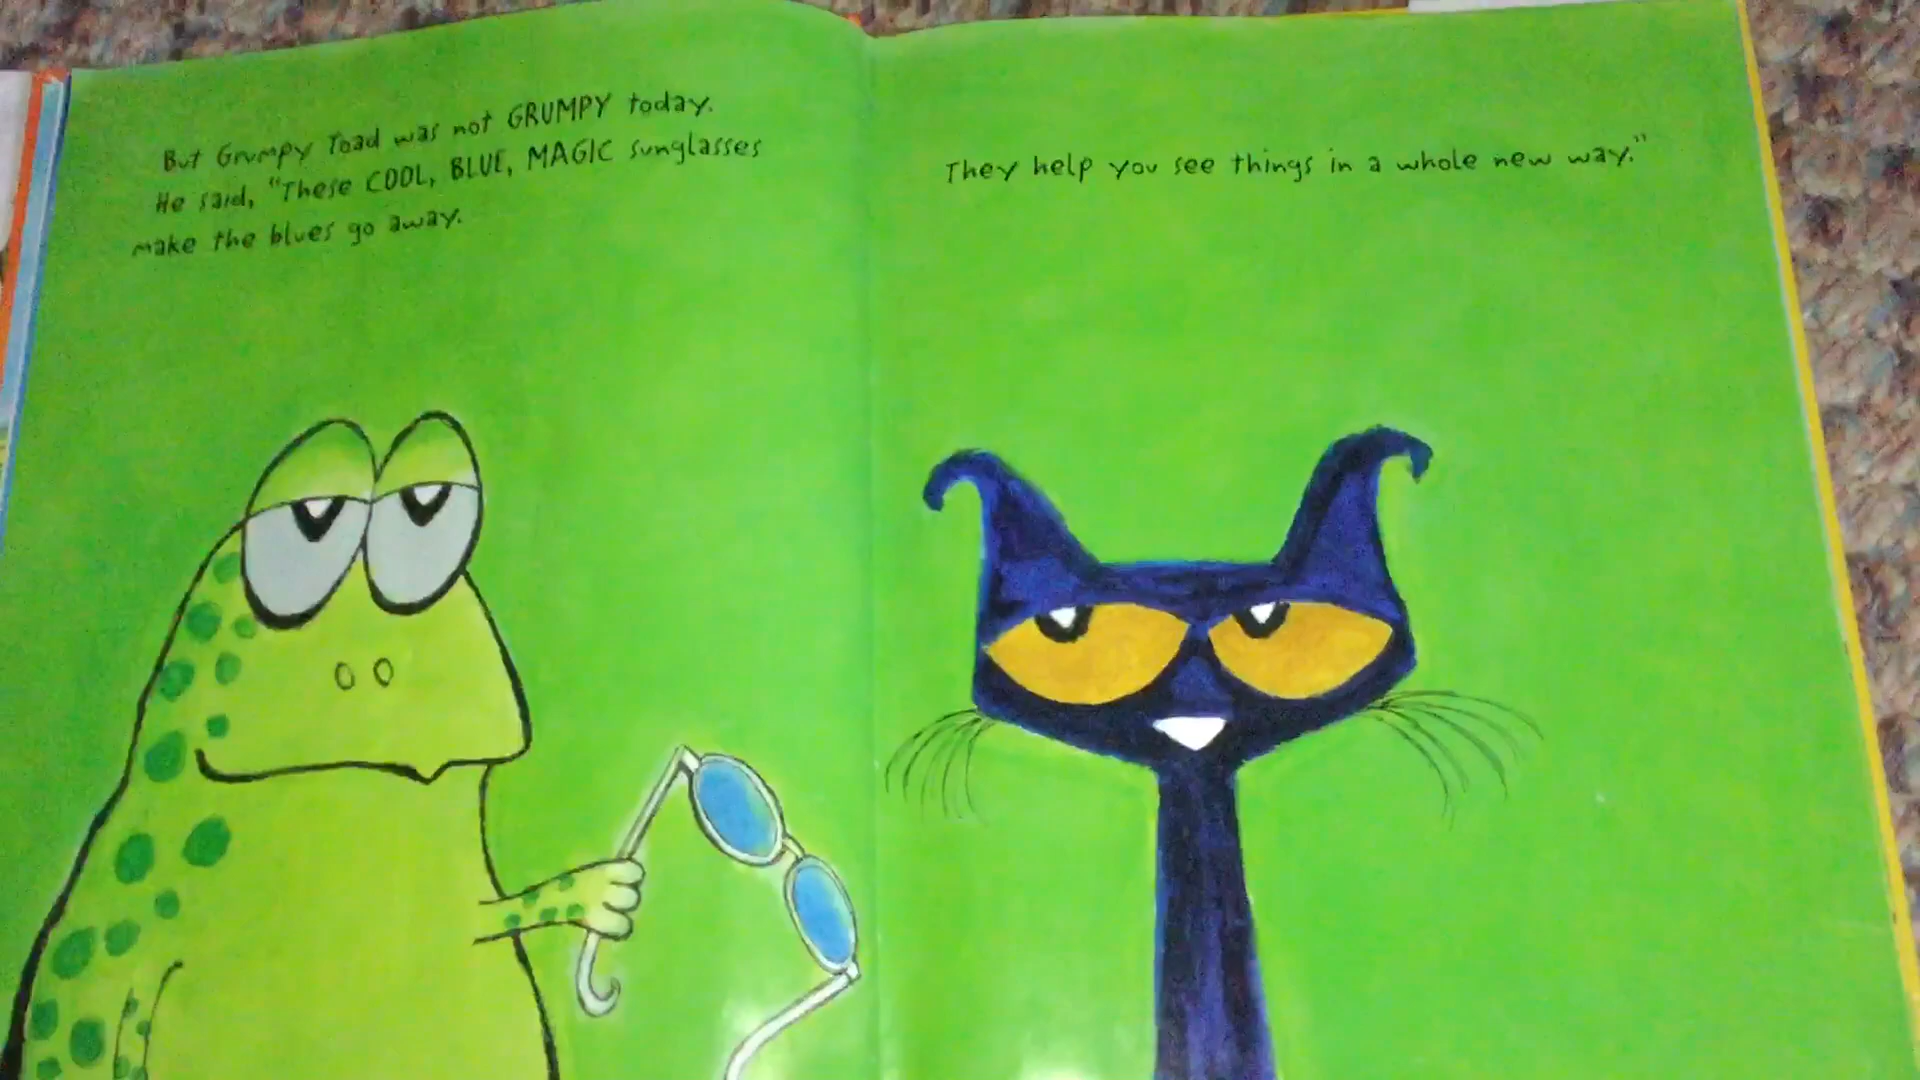 But Grumpy Toad was not GRUMPY today.
He said, "These COOL, BLUE, MAGIC sunglasses
make the blues go away.
They help you see things in a whole new way."